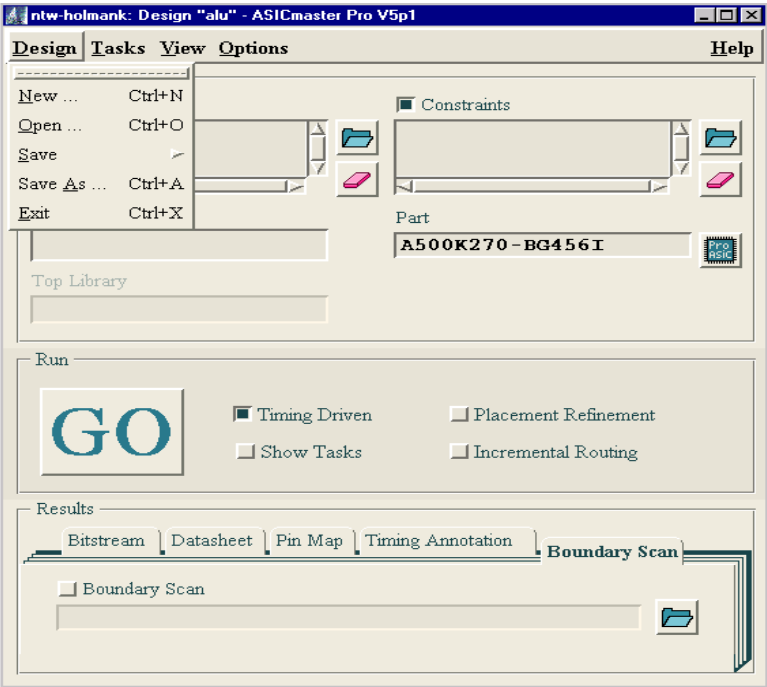 ntw-holmank: Design "alu" - ASICmaster Pro V5p1
Design Tasks View Options Help
New ... Ctrl+N
Open ... Ctrl+O
Save
Save As ... Ctrl+A
Exit Ctrl+X
Constraints
Part
A500K270-BG456I
Pro
ASIC
Top Library
Run
GO
Timing Driven
Placement Refinement
Show Tasks
Incremental Routing
Results
Bitstream Datasheet Pin Map Timing Annotation Boundary Scan
Boundary Scan